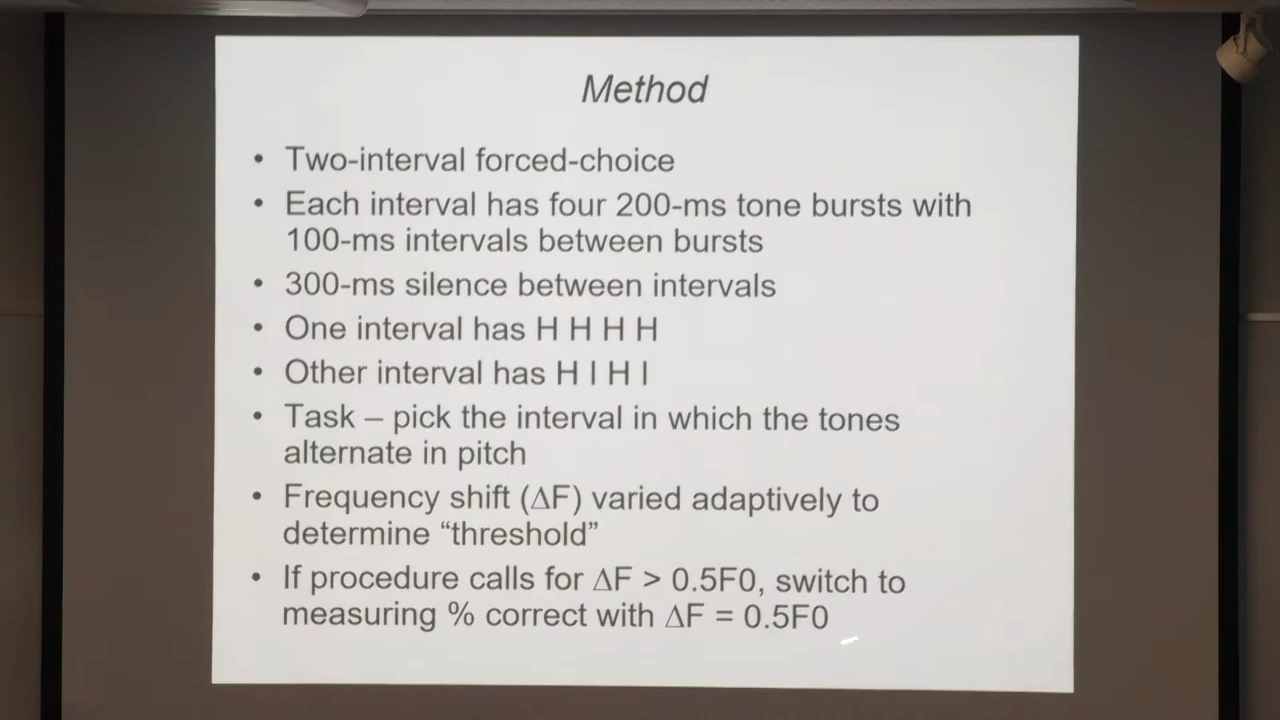 Method
• Two-interval forced-choice
• Each interval has four 200-ms tone bursts with
100-ms intervals between bursts
• 300-ms silence between intervals
• One interval has H H H H
• Other interval has H I H I
• Task – pick the interval in which the tones
alternate in pitch
• Frequency shift (ΔF) varied adaptively to
determine “threshold”
• If procedure calls for ΔF > 0.5F0, switch to
measuring % correct with ΔF = 0.5F0